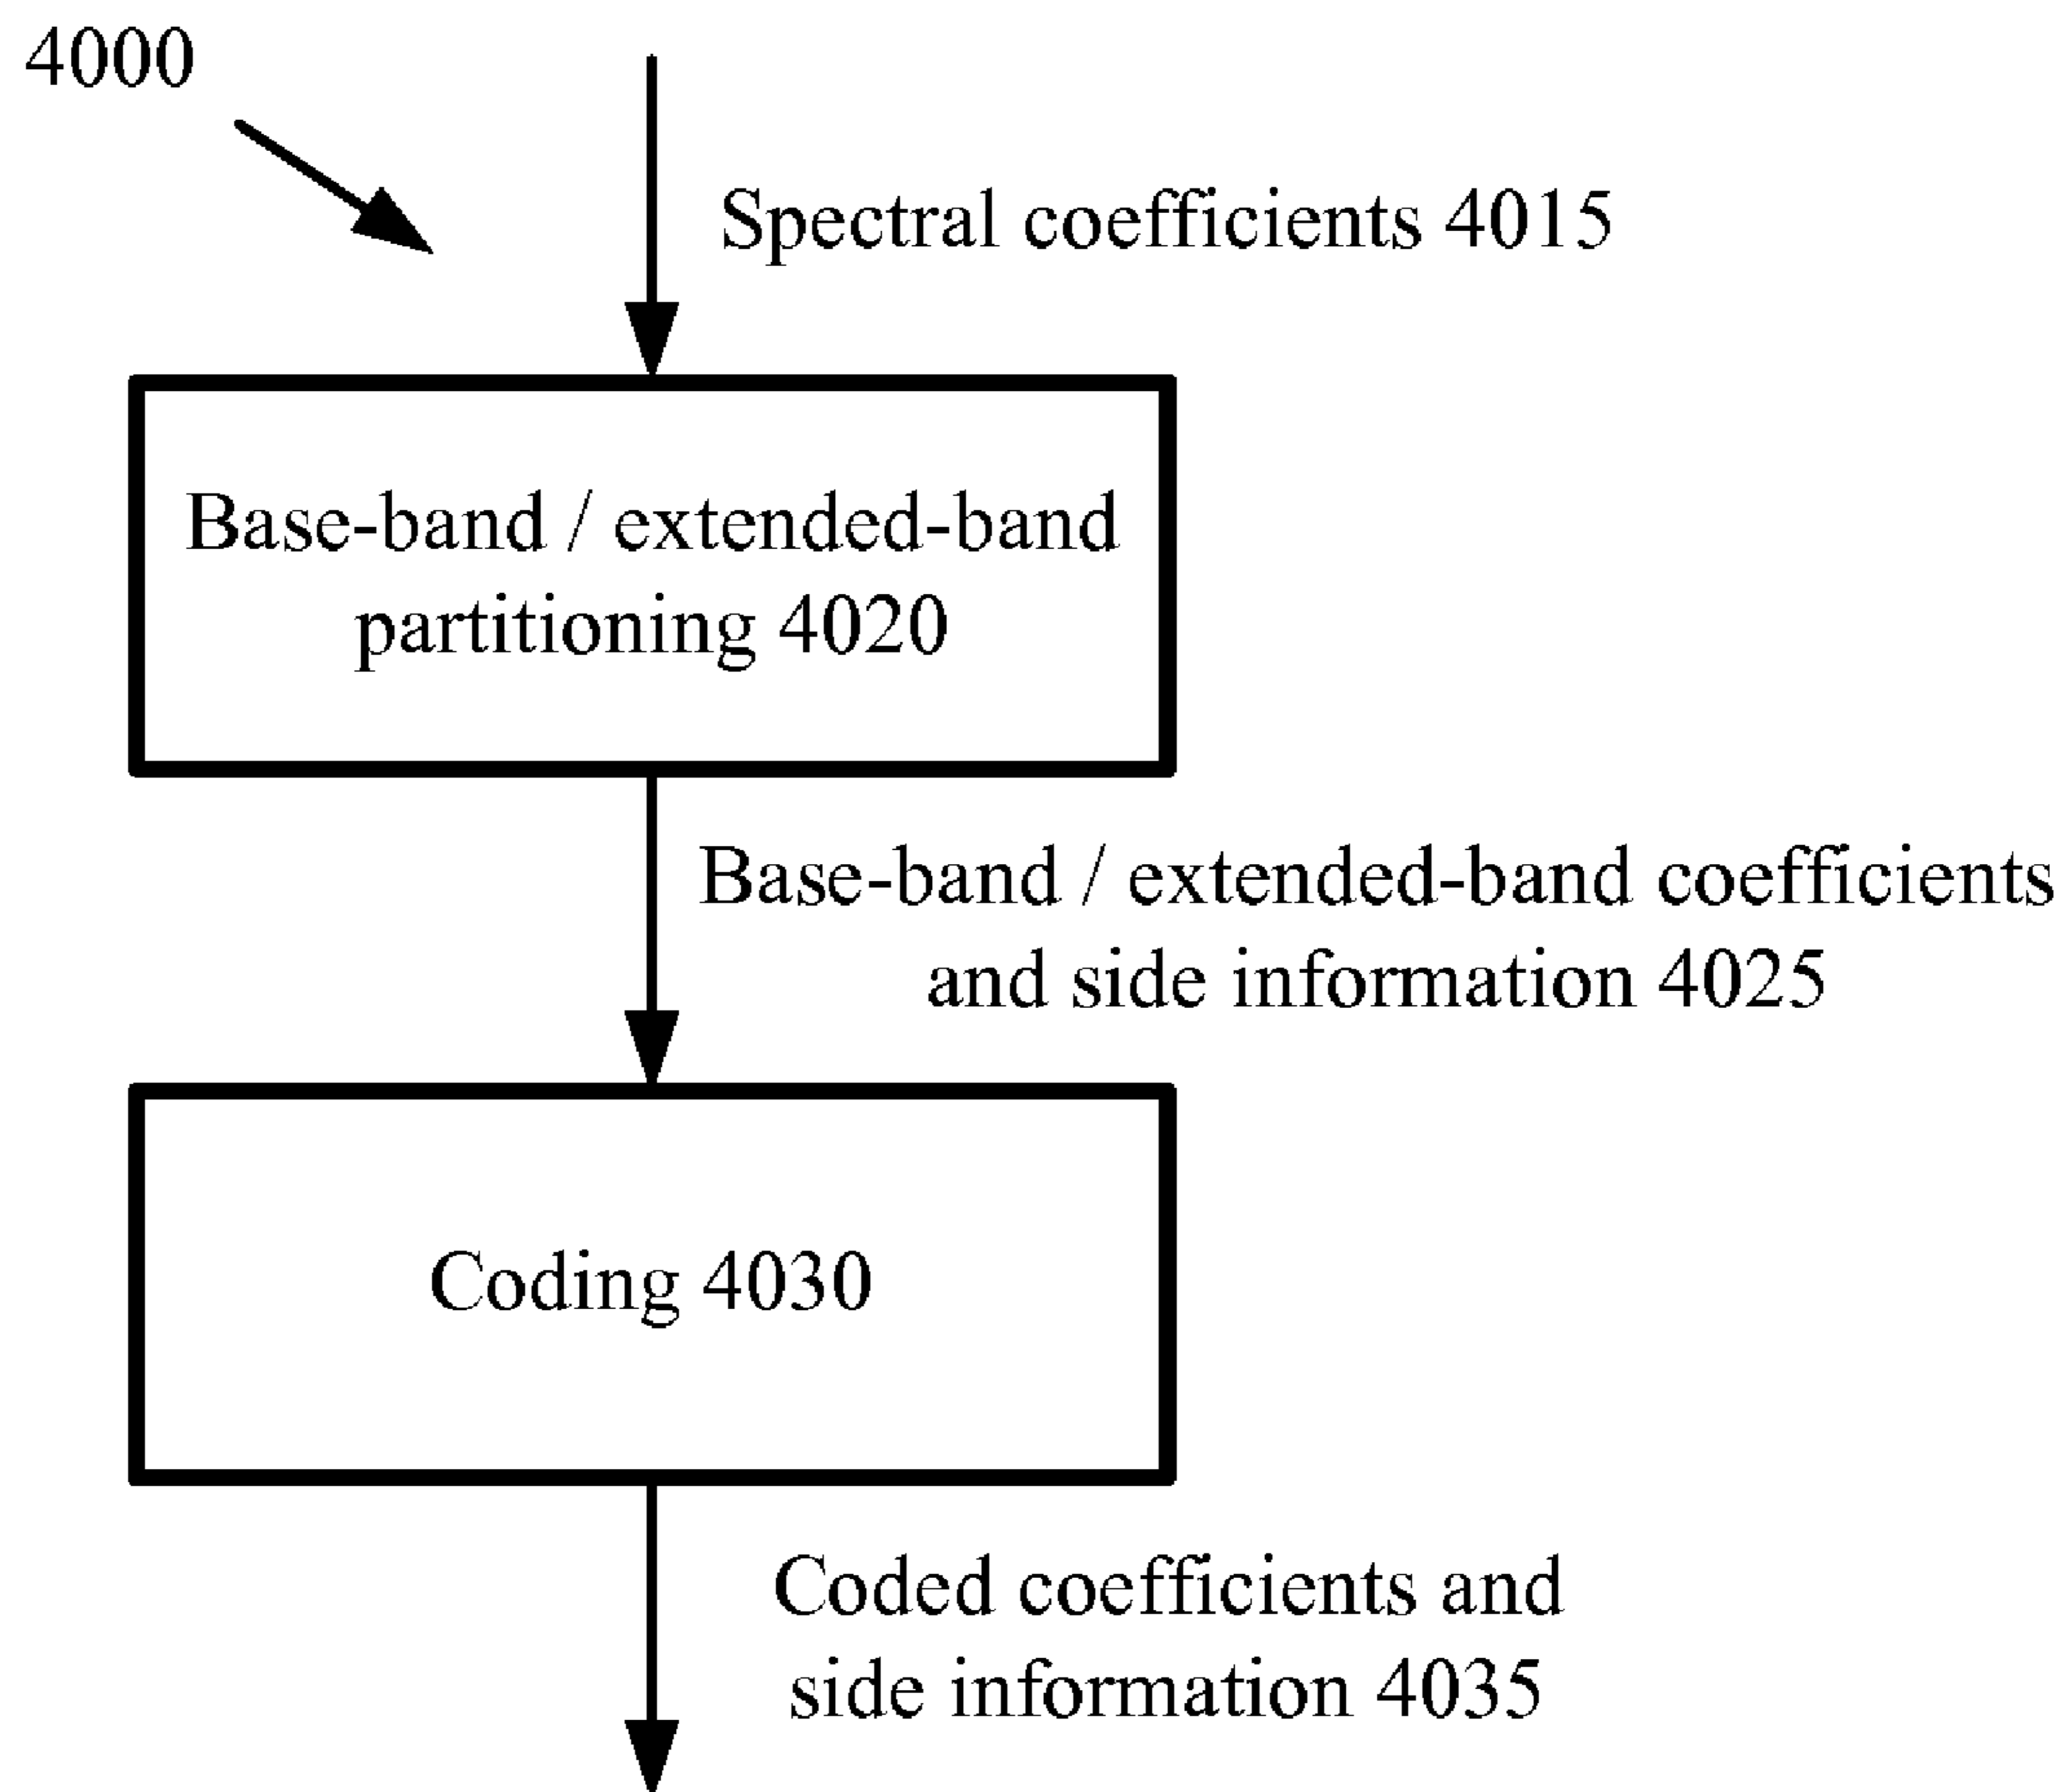 4000
Spectral coefficients 4015
Base-band / extended-band
partitioning 4020
Base-band / extended-band coefficients
and side information 4025
Coding 4030
Coded coefficients and
side information 4035